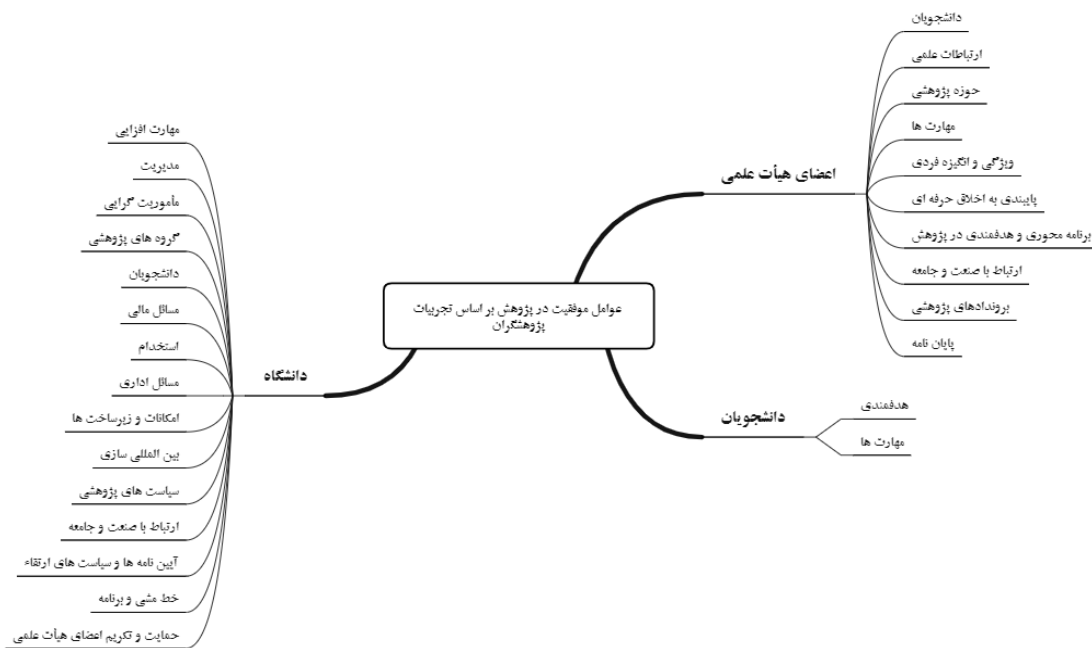 عوامل موفقیت در پژوهش بر اساس تجربیات
پژوهشگران
اعضای هیأت علمی
دانشجویان
ارتباطات علمی
حوزه پژوهشی
مهارت ها
ویژگی و انگیزه فردی
پایبندی به اخلاق حرفه ای
برنامه محوری و هدفمندی در پژوهش
ارتباط با صنعت و جامعه
بروندادهای پژوهشی
پایان نامه
دانشجویان
هدفمندی
مهارت ها
دانشگاه
مهارت افزایی
مدیریت
مأموریت گرایی
گروه های پژوهشی
دانشجویان
مسائل مالی
استخدام
مسائل اداری
امکانات و زیرساخت ها
بین المللی سازی
سیاست های پژوهشی
ارتباط با صنعت و جامعه
آیین نامه ها و سیاست های ارتقاء
خط مشی و برنامه
حمایت و تکریم اعضای هیأت علمی